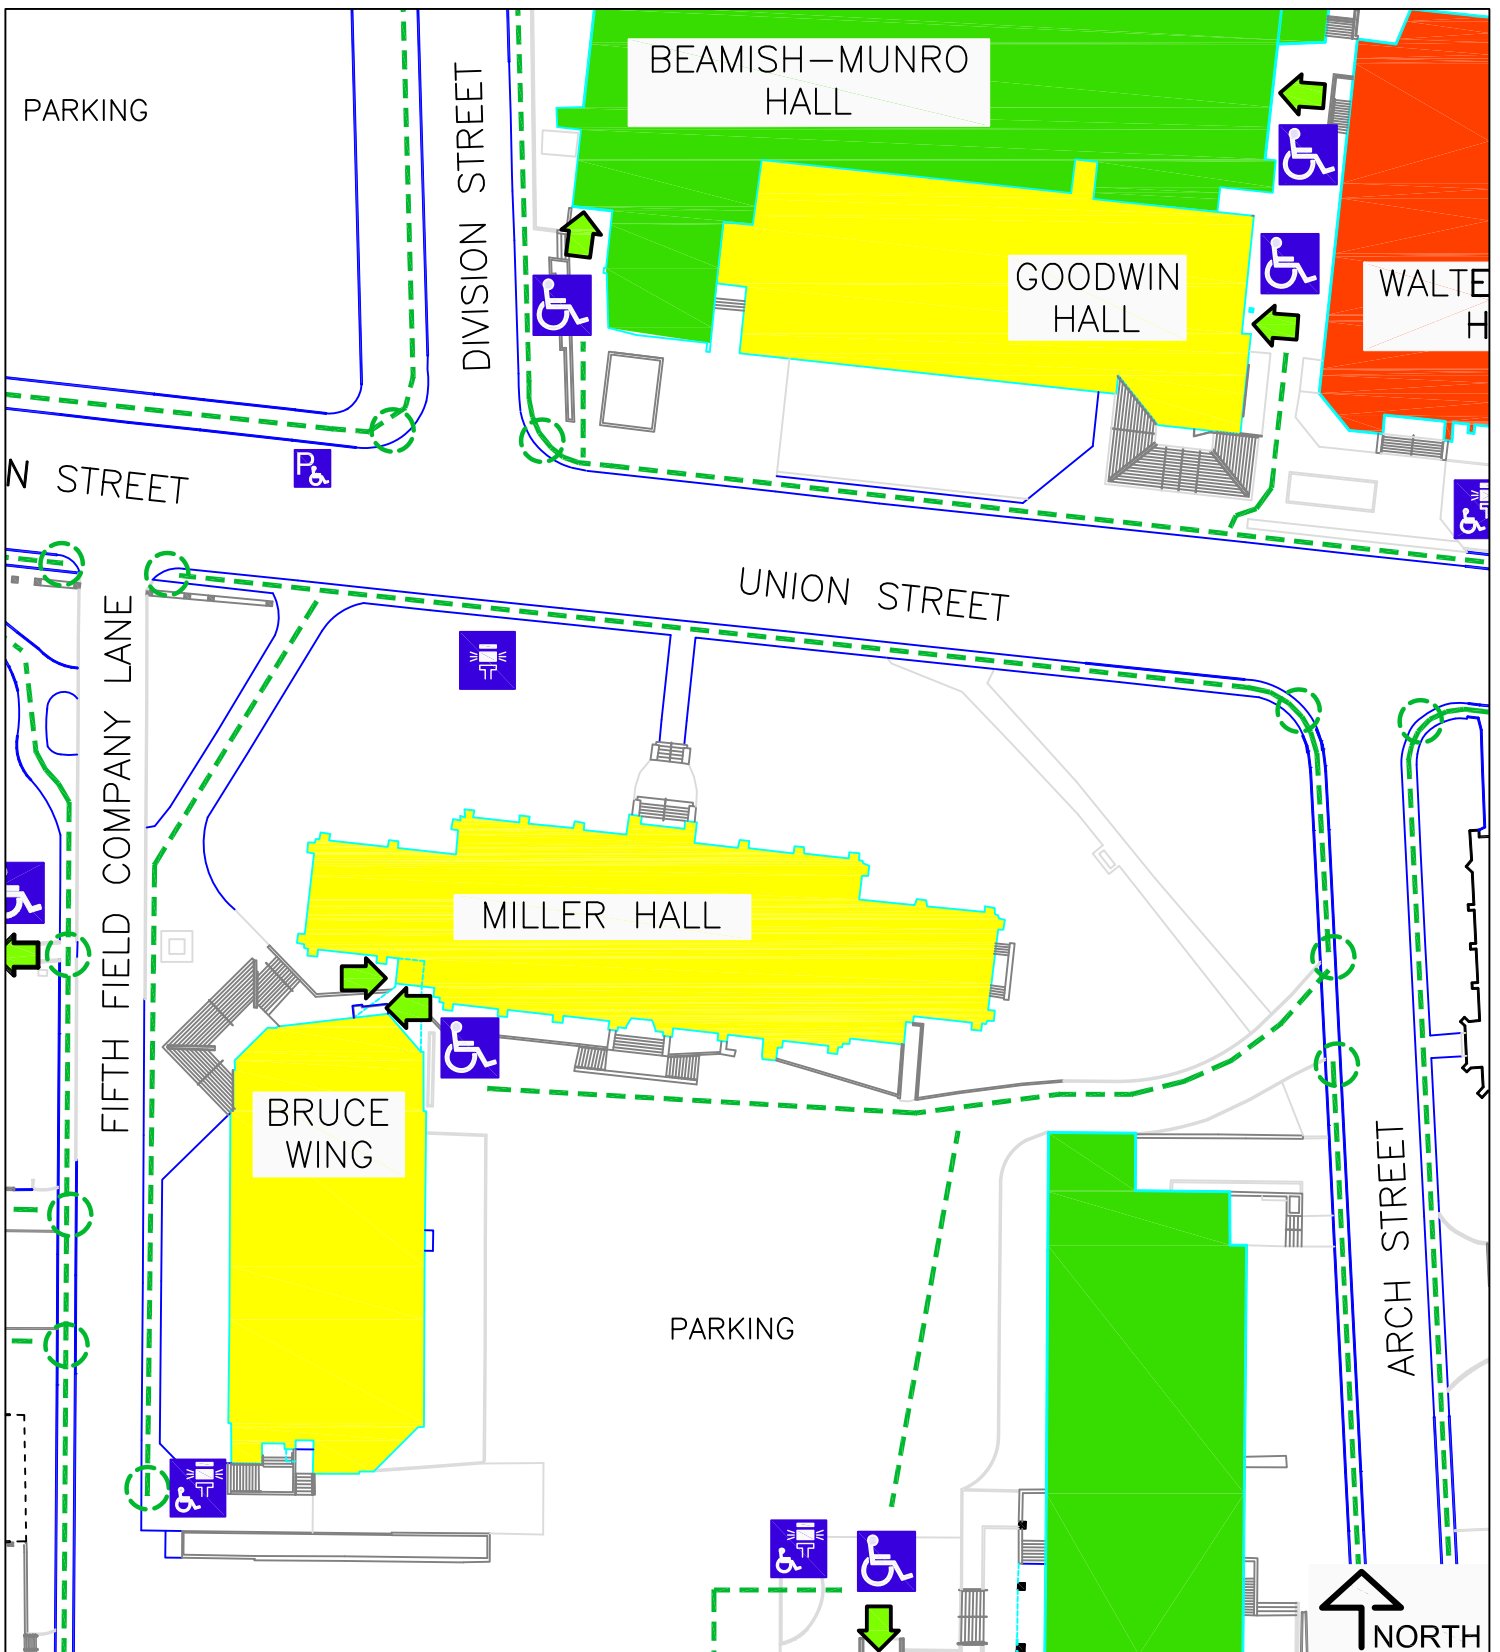 BEAMISH-MUNRO
HALL
PARKING
DIVISION STREET
GOODWIN
HALL
WALTE
H
P
N STREET
UNION STREET
FIFTH FIELD COMPANY LANE
MILLER HALL
BRUCE
WING
ARCH STREET
PARKING
NORTH